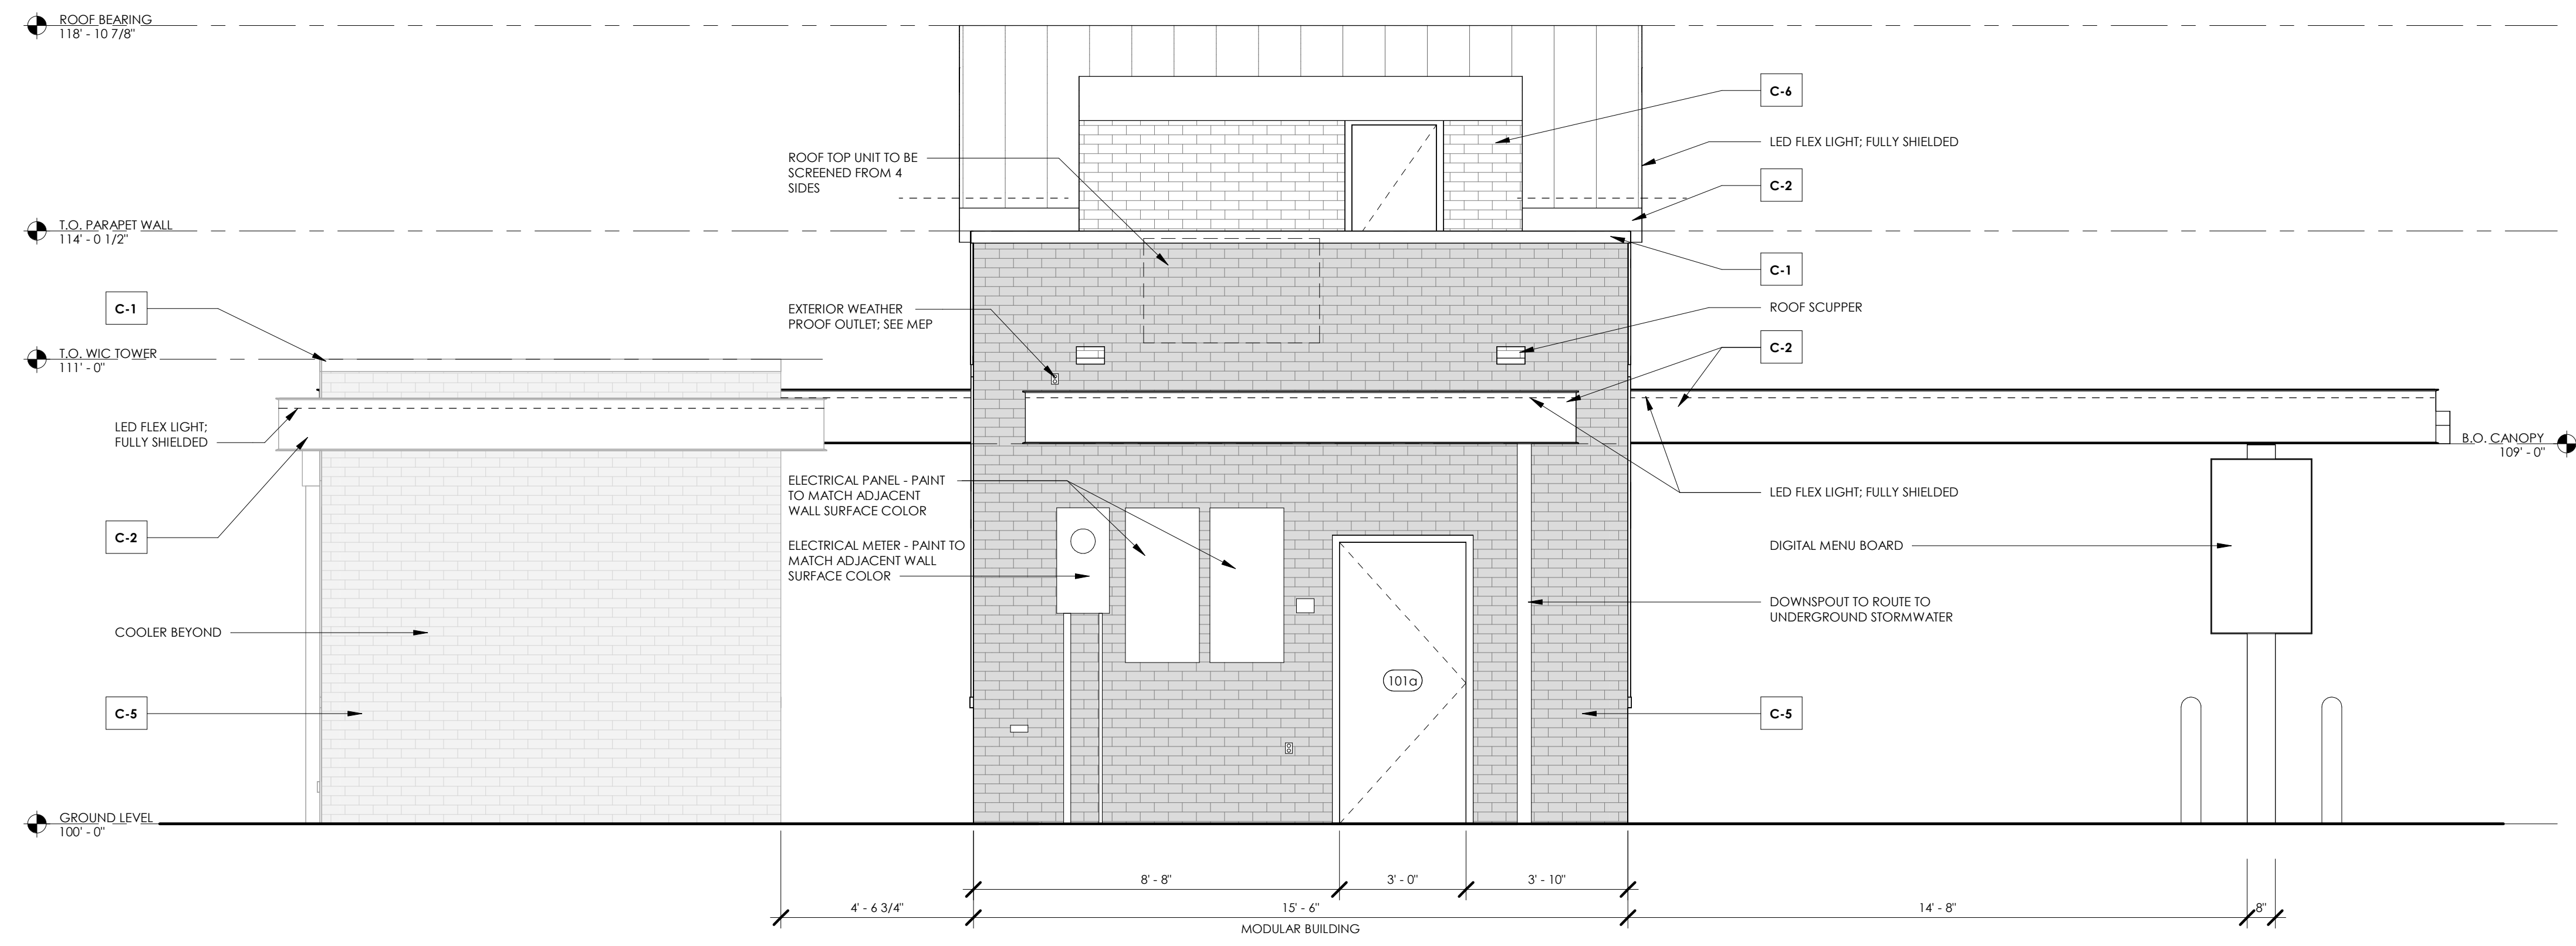 ROOF BEARING
118' - 10 7/8"
C-6
LED FLEX LIGHT; FULLY SHIELDED
ROOF TOP UNIT TO BE
SCREENED FROM 4
SIDES
C-2
T.O. PARAPET WALL
114' - 0 1/2"
C-1
C-1
EXTERIOR WEATHER
PROOF OUTLET; SEE MEP
ROOF SCUPPER
T.O. WIC TOWER
111' - 0"
C-2
LED FLEX LIGHT;
FULLY SHIELDED
B.O. CANOPY
109' - 0"
ELECTRICAL PANEL - PAINT
TO MATCH ADJACENT
WALL SURFACE COLOR
LED FLEX LIGHT; FULLY SHIELDED
C-2
ELECTRICAL METER - PAINT TO
MATCH ADJACENT WALL
SURFACE COLOR
DIGITAL MENU BOARD
DOWNSPOUT TO ROUTE TO
UNDERGROUND STORMWATER
COOLER BEYOND
101a
C-5
C-5
GROUND LEVEL
100' - 0"
8' - 8"
3' - 0"
3' - 10"
4' - 6 3/4"
15' - 6"
14' - 8"
8"
MODULAR BUILDING